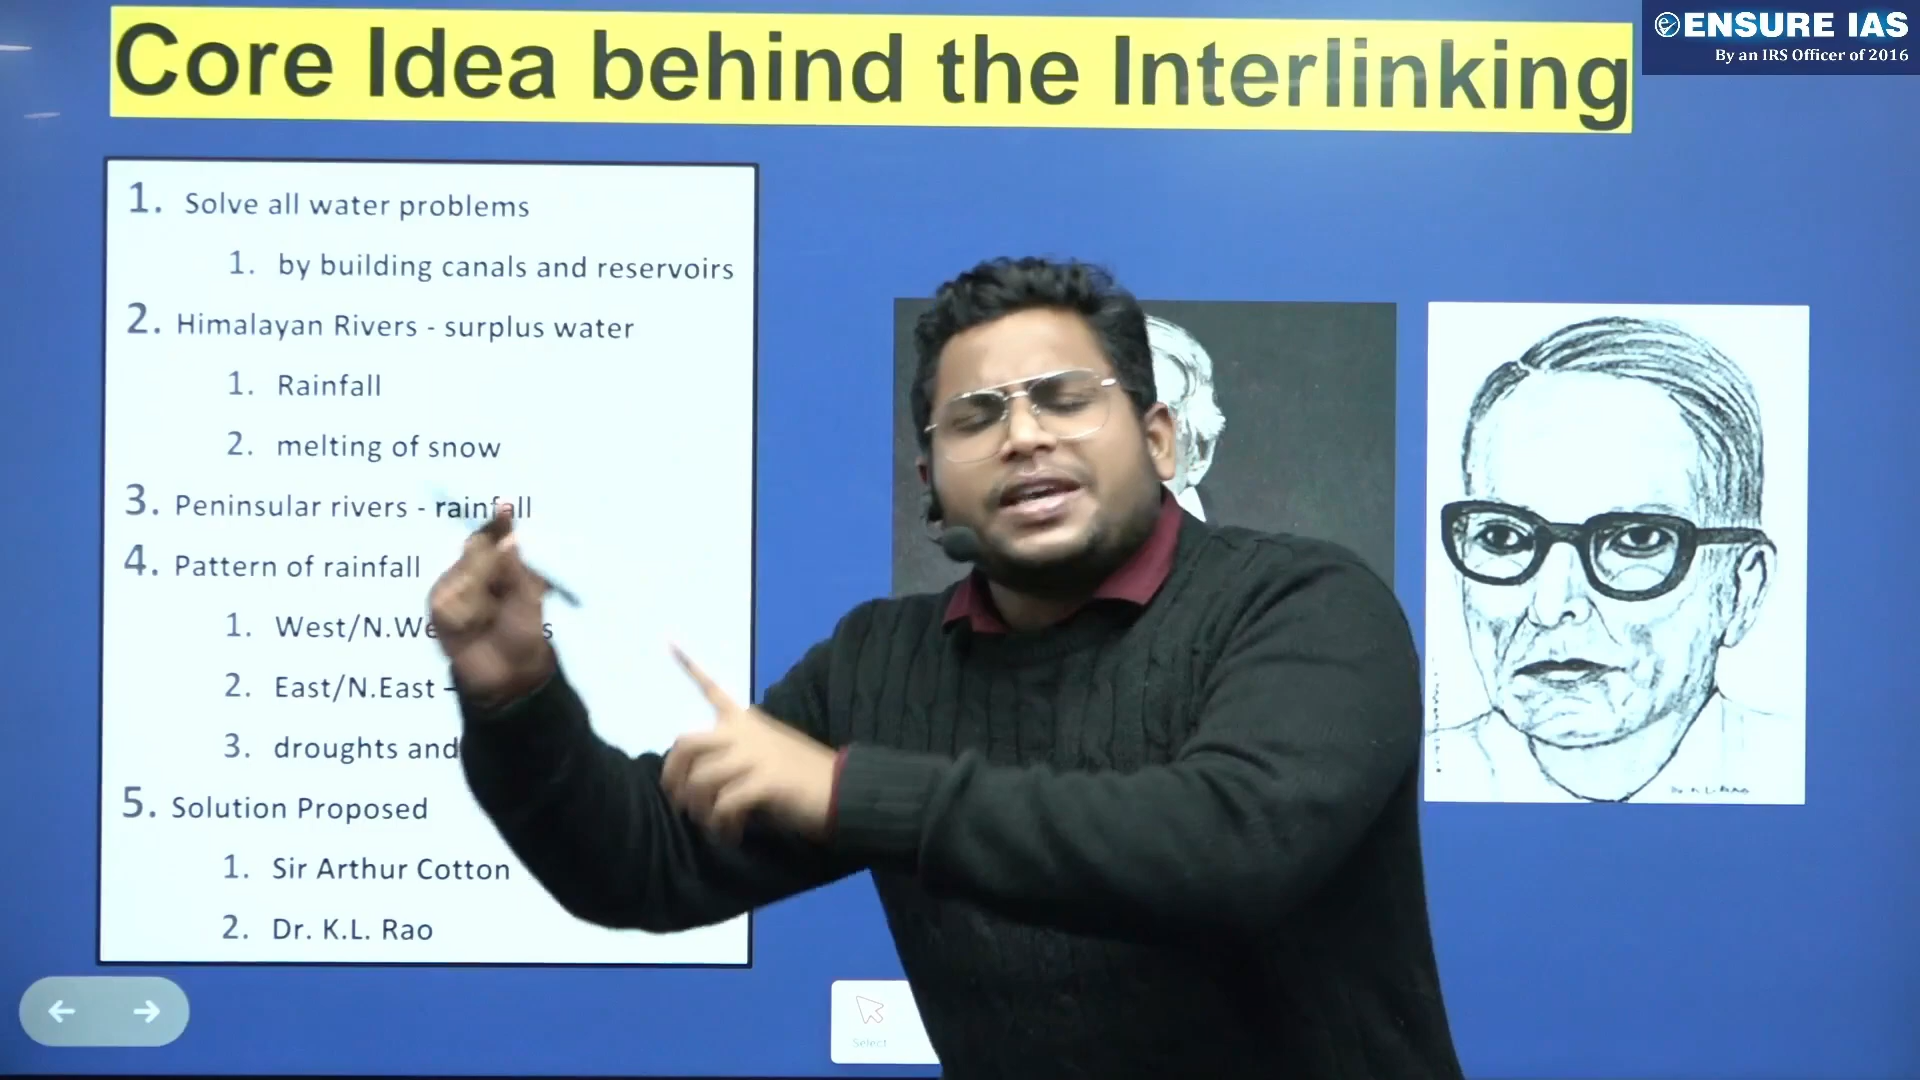 Core Idea behind the Interlinking
ENSURE IAS
By an IRS Officer of 2016
1. Solve all water problems
1. by building canals and reservoirs
2. Himalayan Rivers - surplus water
1. Rainfall
2. melting of snow
3. Peninsular rivers - rainfall
4. Pattern of rainfall
1.
2. East/N.East -
3. droughts and
5. Solution Proposed
1. Sir Arthur Cotton
2. Dr. K.L. Rao
Select